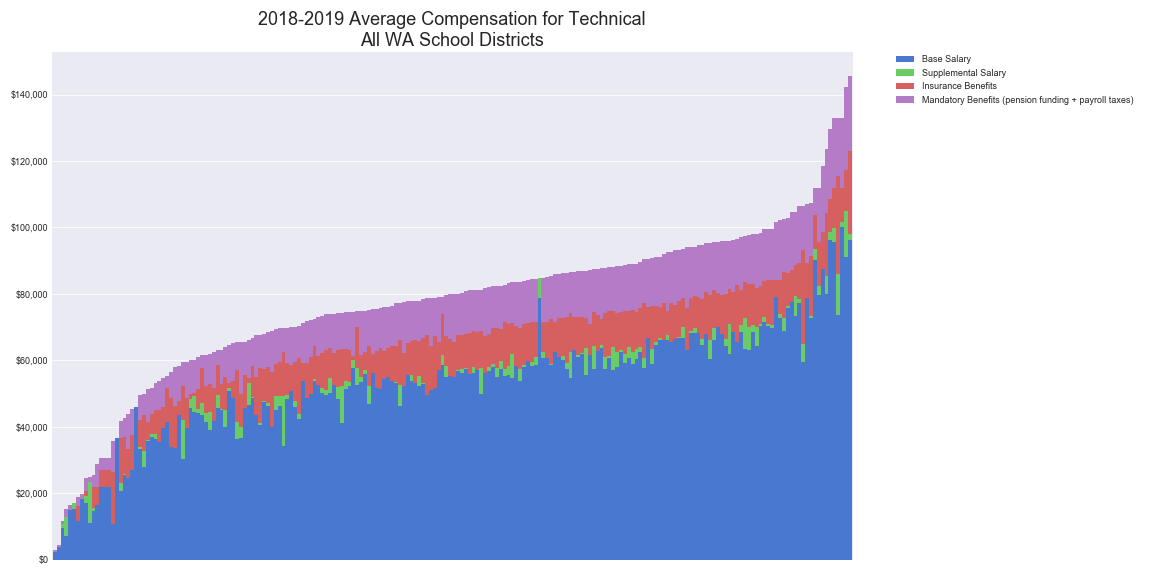 2018-2019 Average Compensation for Technical
All WA School Districts
Base Salary
Supplemental Salary
Insurance Benefits
Mandatory Benefits (pension funding + payroll taxes)
$140,000
$120,000
$100,000
$80,000
$60,000
$40,000
$20,000
$0